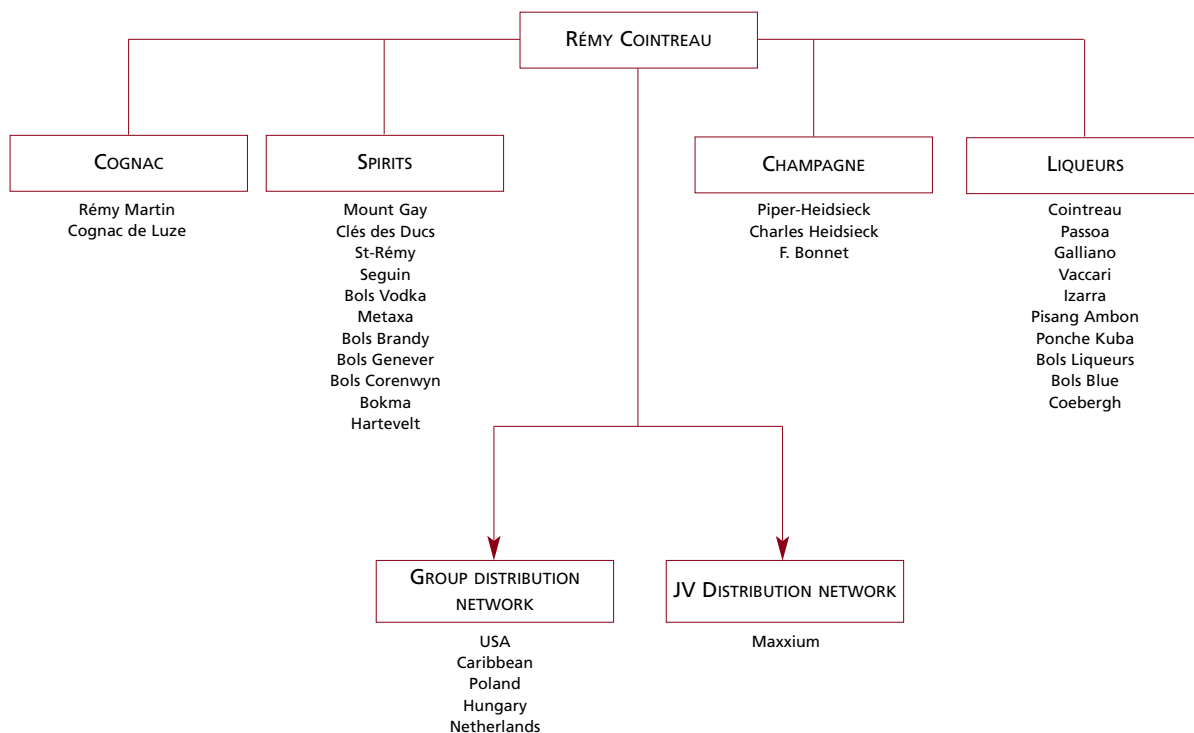 RÉMY COINTREAU
COGNAC
Rémy Martin
Cognac de Luze
SPIRITS
Mount Gay
Clés des Ducs
St-Rémy
Seguin
Bols Vodka
Metaxa
Bols Brandy
Bols Genever
Bols Corenwyn
Bokma
Hartevelt
CHAMPAGNE
Piper-Heidsieck
Charles Heidsieck
F. Bonnet
LIQUEURS
Cointreau
Passoa
Galliano
Vaccari
Izarra
Pisang Ambon
Ponche Kuba
Bols Liqueurs
Bols Blue
Coebergh
GROUP DISTRIBUTION
NETWORK
USA
Caribbean
Poland
Hungary
Netherlands
JV DISTRIBUTION NETWORK
Maxxium